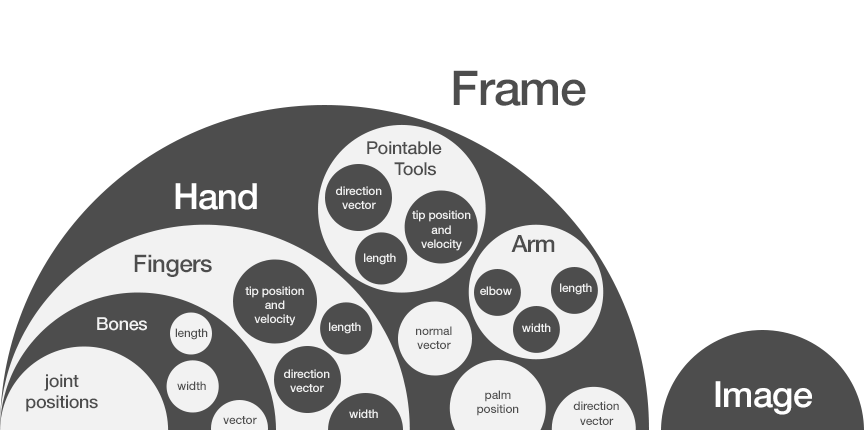 Frame
Hand
Pointable
Tools
direction
vector
tip position
and
velocity
length
Arm
elbow
length
width
Fingers
tip position
and
velocity
length
direction
vector
width
Bones
length
width
vector
joint
positions
normal
vector
palm
position
direction
vector
Image